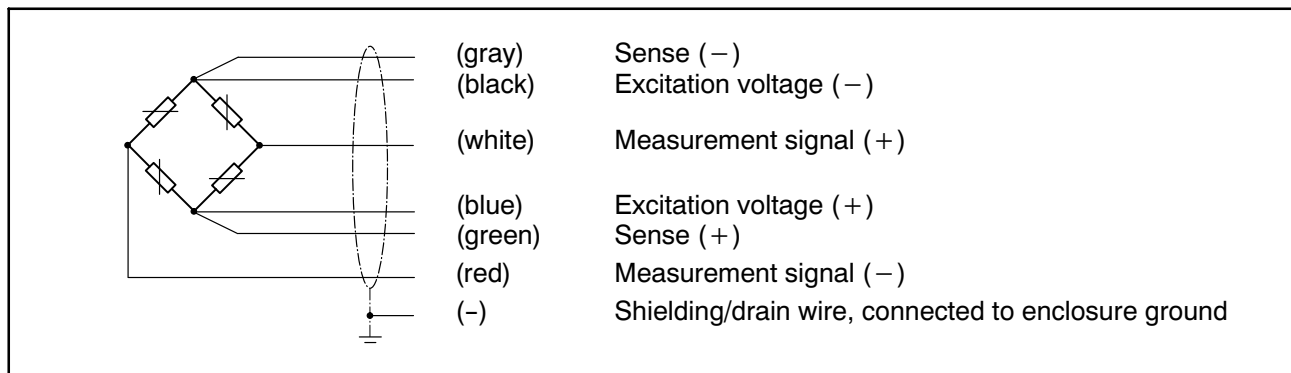 (gray) Sense (−)
(black) Excitation voltage (−)
(white) Measurement signal (+)
(blue) Excitation voltage (+)
(green) Sense (+)
(red) Measurement signal (−)
(-) Shielding/drain wire, connected to enclosure ground